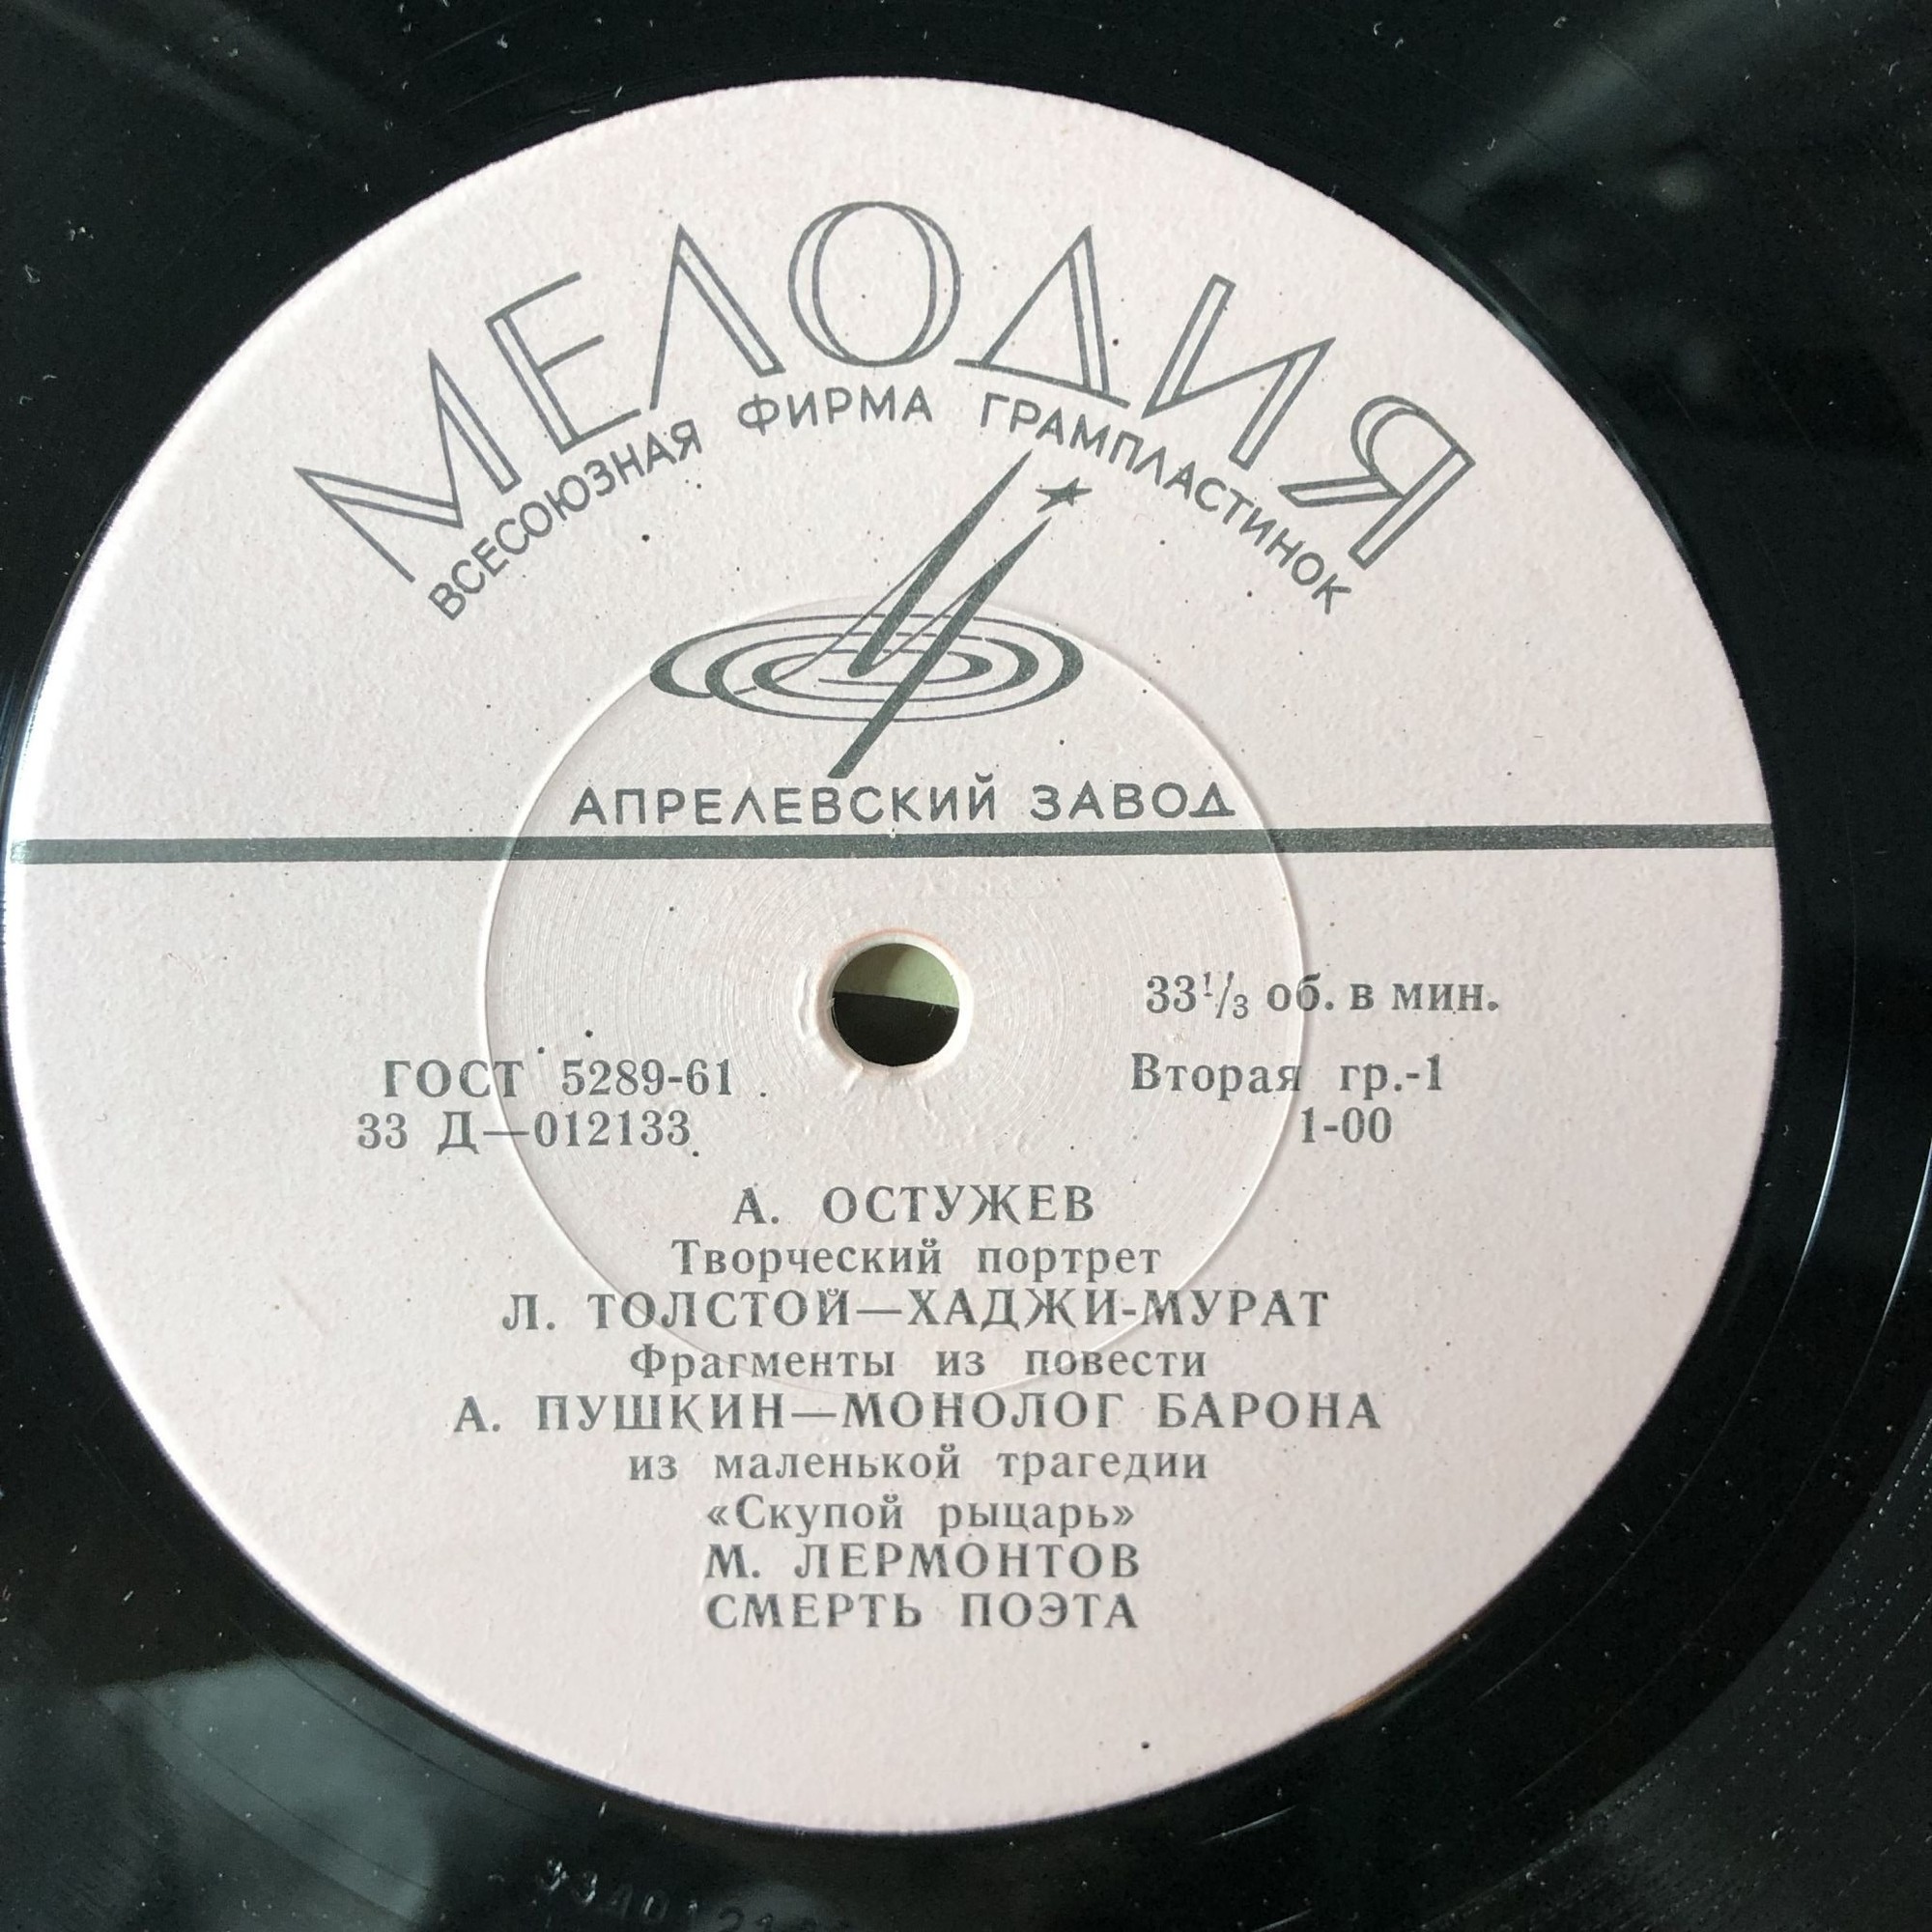 МЕЛОДИЯ
ВСЕСОЮЗНАЯ ФИРМА ГРАМПЛАСТИНОК
АПРЕЛЕВСКИЙ ЗАВОД
33⅓ об. в мин.
ГОСТ 5289-61 Вторая гр.-1
33 Д—012133 1-00
А. ОСТУЖЕВ
Творческий портрет
Л. ТОЛСТОЙ—ХАДЖИ-МУРАТ
Фрагменты из повести
А. ПУШКИН—МОНОЛОГ БАРОНА
из маленькой трагедии
«Скупой рыцарь»
М. ЛЕРМОНТОВ
СМЕРТЬ ПОЭТА